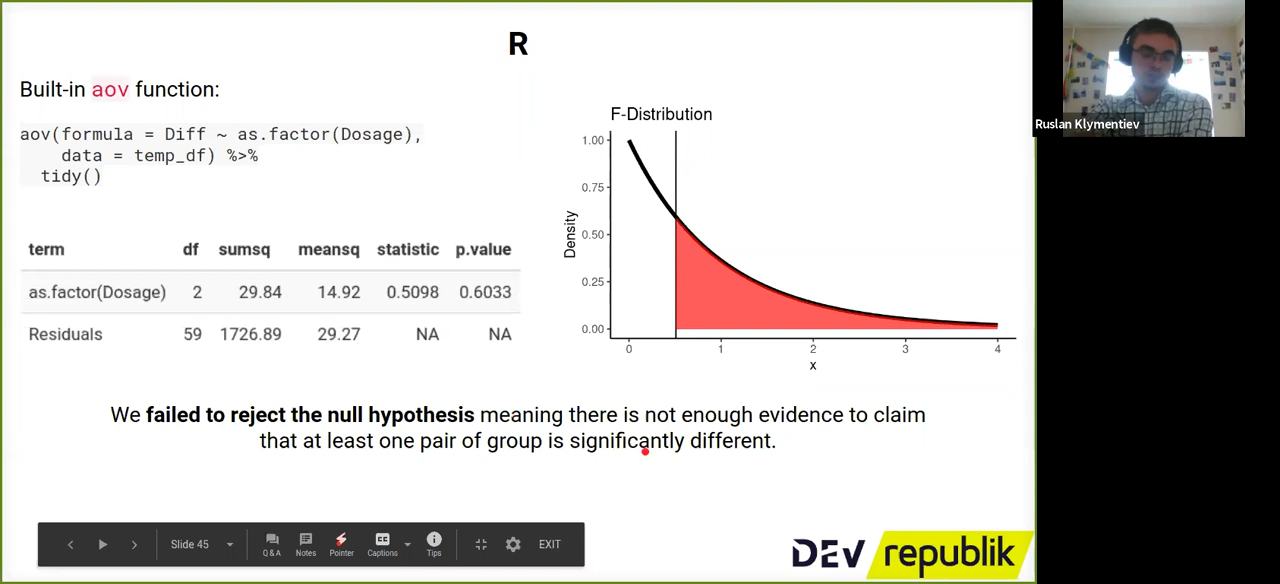 R
Built-in aov function:
aov(formula = Diff ~ as.factor(Dosage),
data = temp_df) %>%
tidy()
term df sumsq meansq statistic p.value
as.factor(Dosage) 2 29.84 14.92 0.5098 0.6033
Residuals 59 1726.89 29.27 NA NA
F-Distribution
1.00
0.75
0.50
0.25
0.00
Density
0 1 2 3 4
x
We failed to reject the null hypothesis meaning there is not enough evidence to claim
that at least one pair of group is significantly different.
Slide 45
Q & A Notes Pointer Captions Tips EXIT
DEV republik
Ruslan Klymentiev